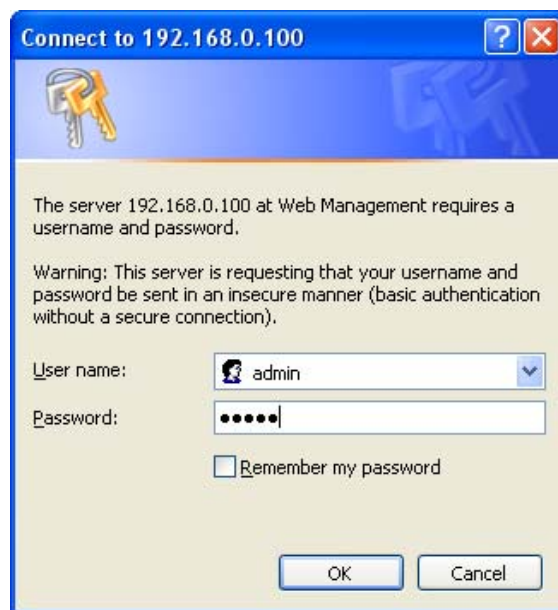 Connect to 192.168.0.100
The server 192.168.0.100 at Web Management requires a
username and password.
Warning: This server is requesting that your username and
password be sent in an insecure manner (basic authentication
without a secure connection).
User name:
admin
Password:
•••••
Remember my password
OK
Cancel